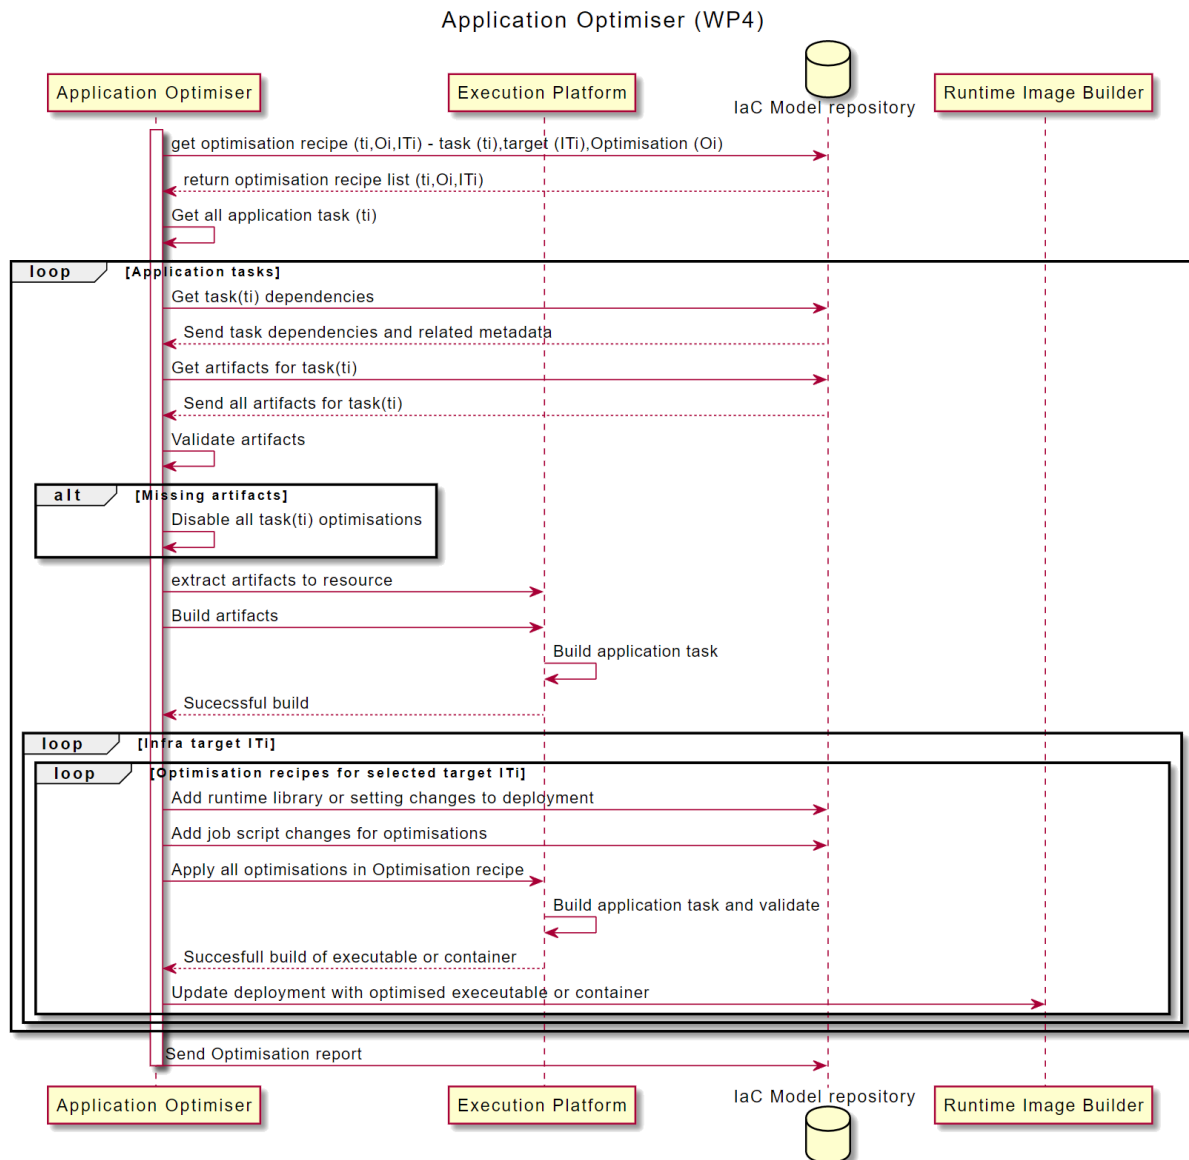 Application Optimiser (WP4)
Application Optimiser
Execution Platform
IaC Model repository
Runtime Image Builder
get optimisation recipe (ti,Oi,ITi) - task (ti),target (ITi),Optimisation (Oi)
return optimisation recipe list (ti,Oi,ITi)
Get all application task (ti)
loop [Application tasks]
Get task(ti) dependencies
Send task dependencies and related metadata
Get artifacts for task(ti)
Send all artifacts for task(ti)
Validate artifacts
alt [Missing artifacts]
Disable all task(ti) optimisations
extract artifacts to resource
Build artifacts
Build application task
Sucecssful build
loop [Infra target ITi]
loop [Optimisation recipes for selected target ITi]
Add runtime library or setting changes to deployment
Add job script changes for optimisations
Apply all optimisations in Optimisation recipe
Build application task and validate
Succesfull build of executable or container
Update deployment with optimised execeutable or container
Send Optimisation report
Application Optimiser
Execution Platform
IaC Model repository
Runtime Image Builder